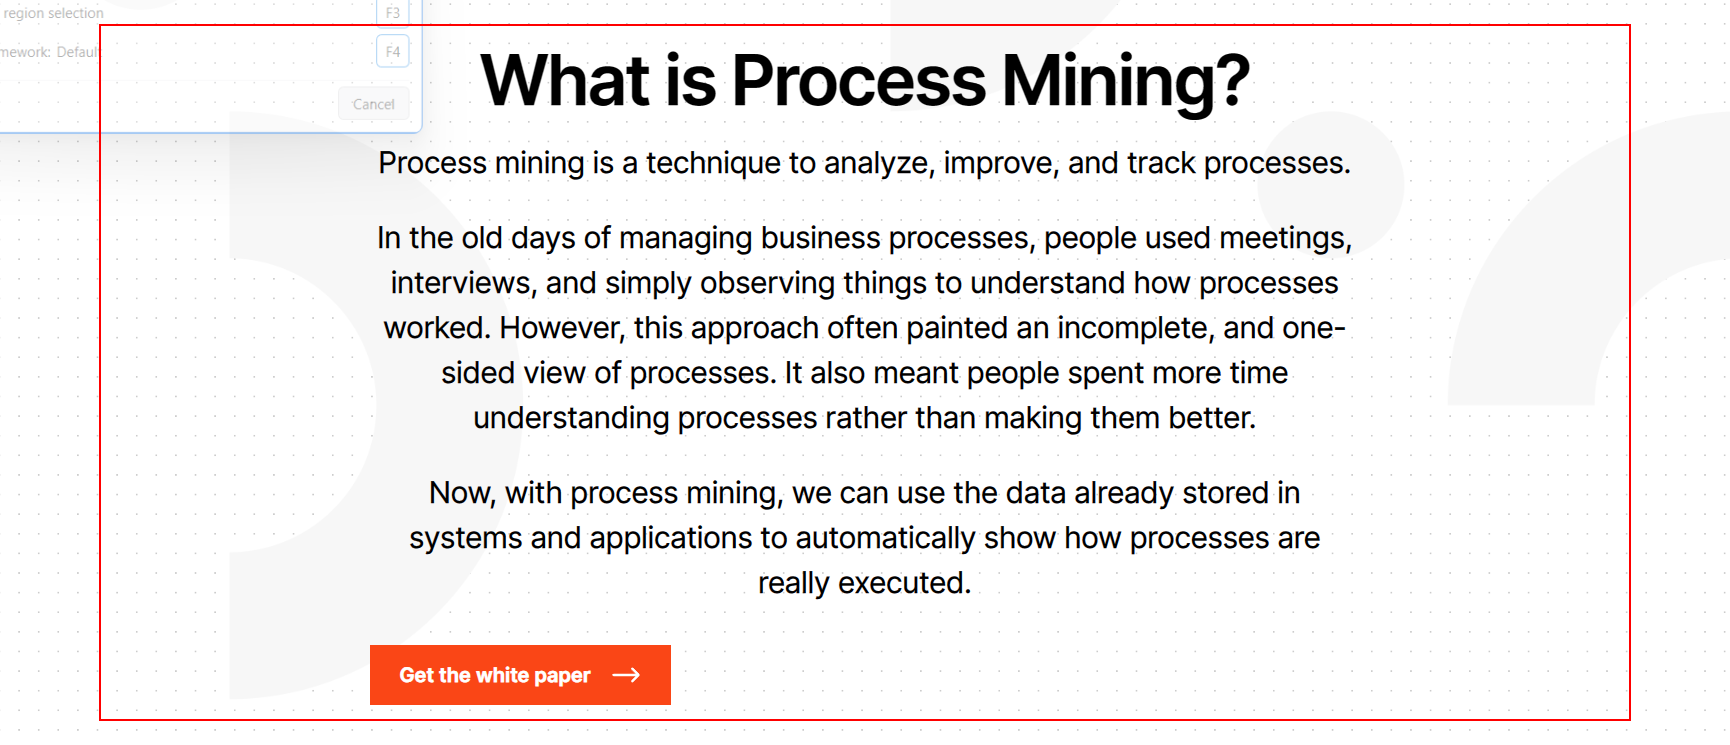 region selection
F3
mework: Default
F4
Cancel
What is Process Mining?
Process mining is a technique to analyze, improve, and track processes.
In the old days of managing business processes, people used meetings,
interviews, and simply observing things to understand how processes
worked. However, this approach often painted an incomplete, and one-
sided view of processes. It also meant people spent more time
understanding processes rather than making them better.
Now, with process mining, we can use the data already stored in
systems and applications to automatically show how processes are
really executed.
Get the white paper →